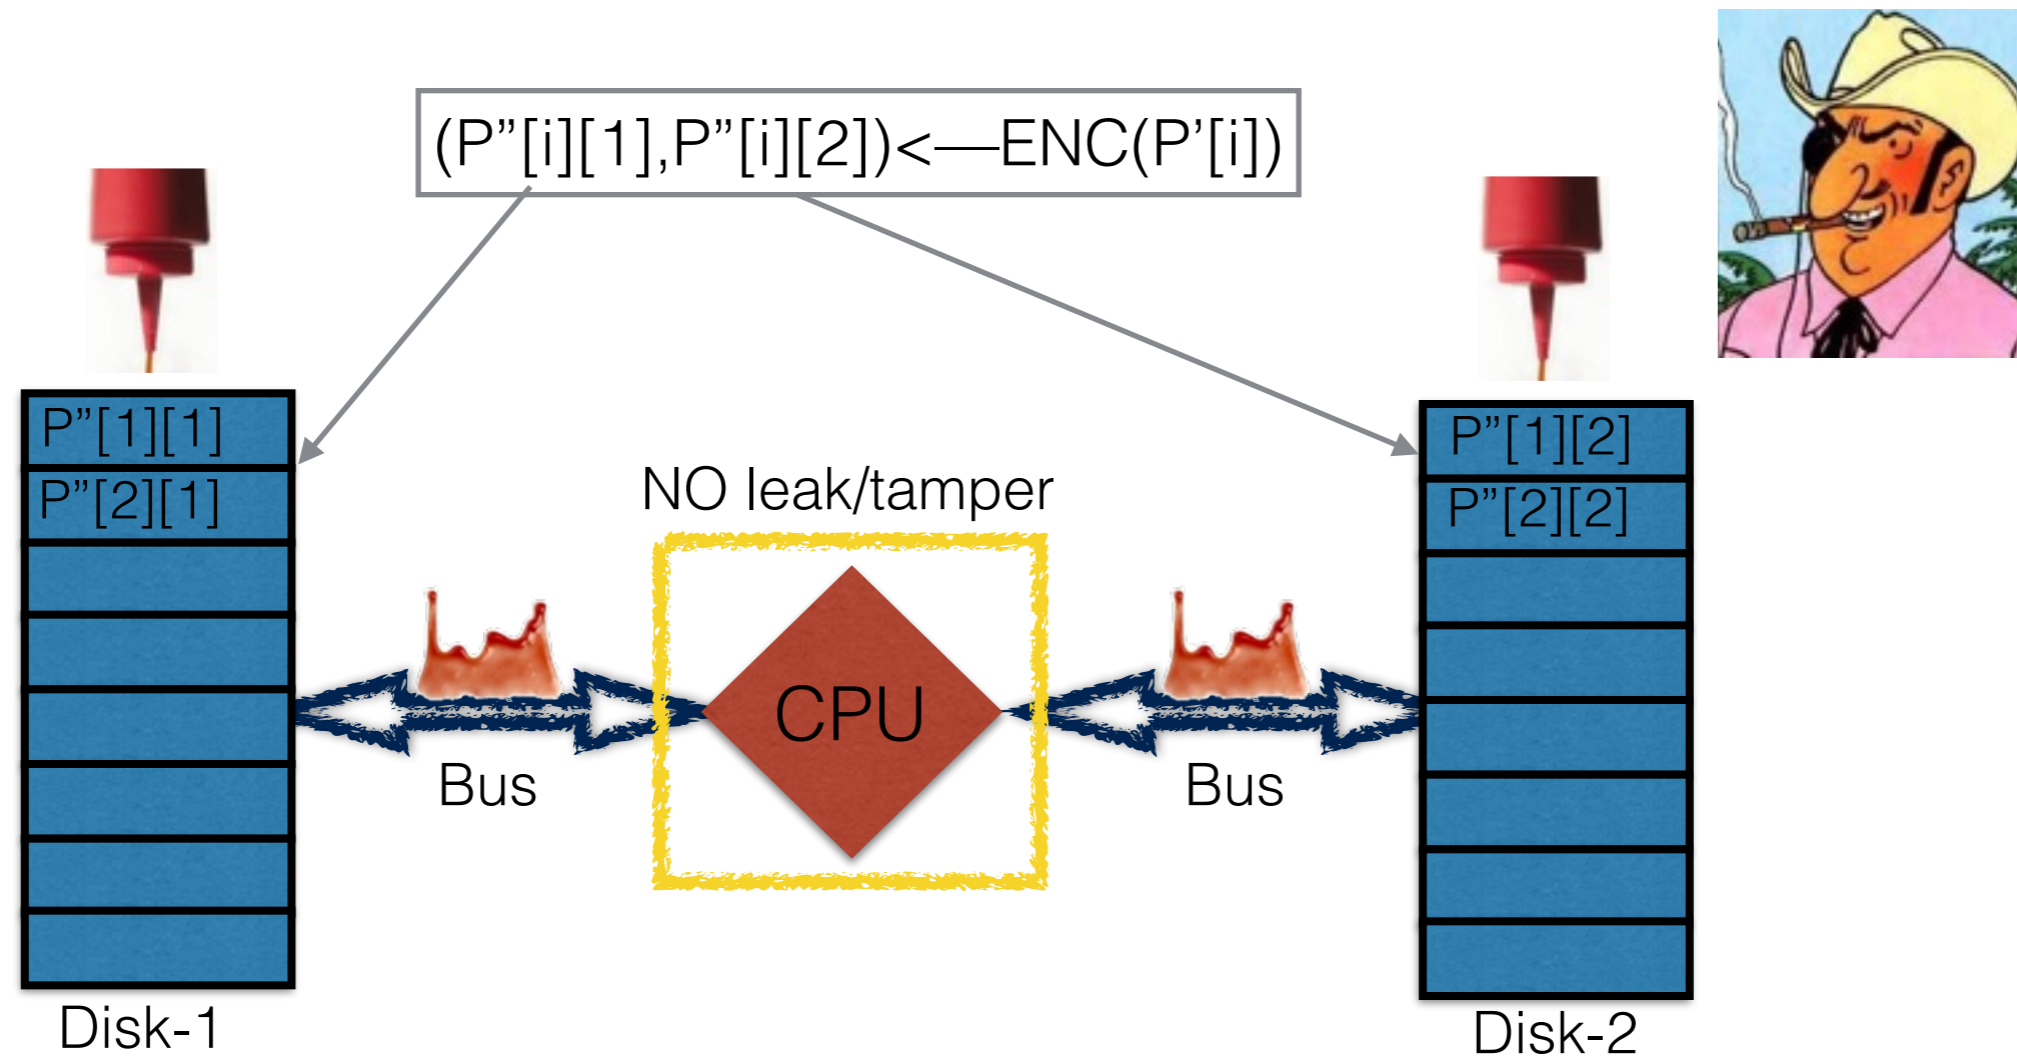 (P”[i][1],P”[i][2])<—ENC(P’[i])
P”[1][1]
P”[2][1]
P”[1][2]
P”[2][2]
NO leak/tamper
CPU
Bus
Bus
Disk-1
Disk-2